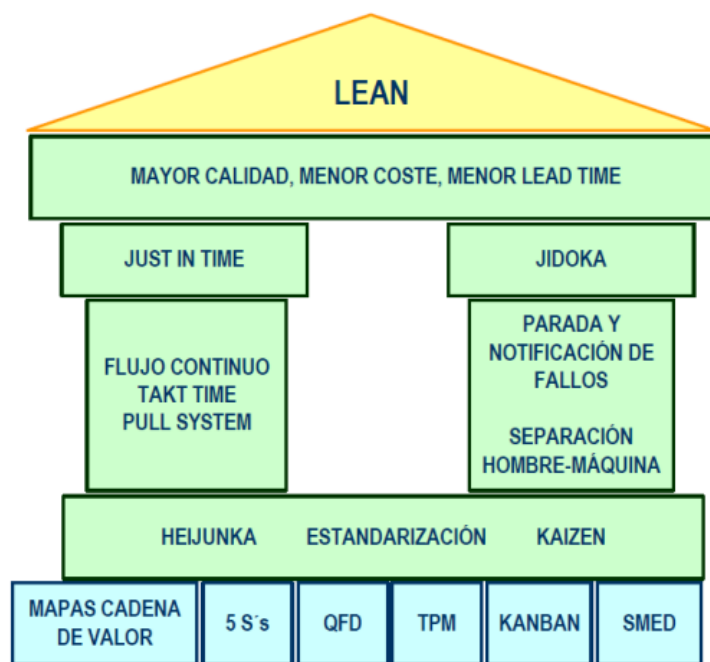 LEAN
MAYOR CALIDAD, MENOR COSTE, MENOR LEAD TIME
JUST IN TIME
JIDOKA
FLUJO CONTINUO
TAKT TIME
PULL SYSTEM
PARADA Y
NOTIFICACIÓN DE
FALLOS
SEPARACIÓN
HOMBRE-MÁQUINA
HEIJUNKA ESTANDARIZACIÓN KAIZEN
MAPAS CADENA
DE VALOR
5 S´s
QFD
TPM
KANBAN
SMED